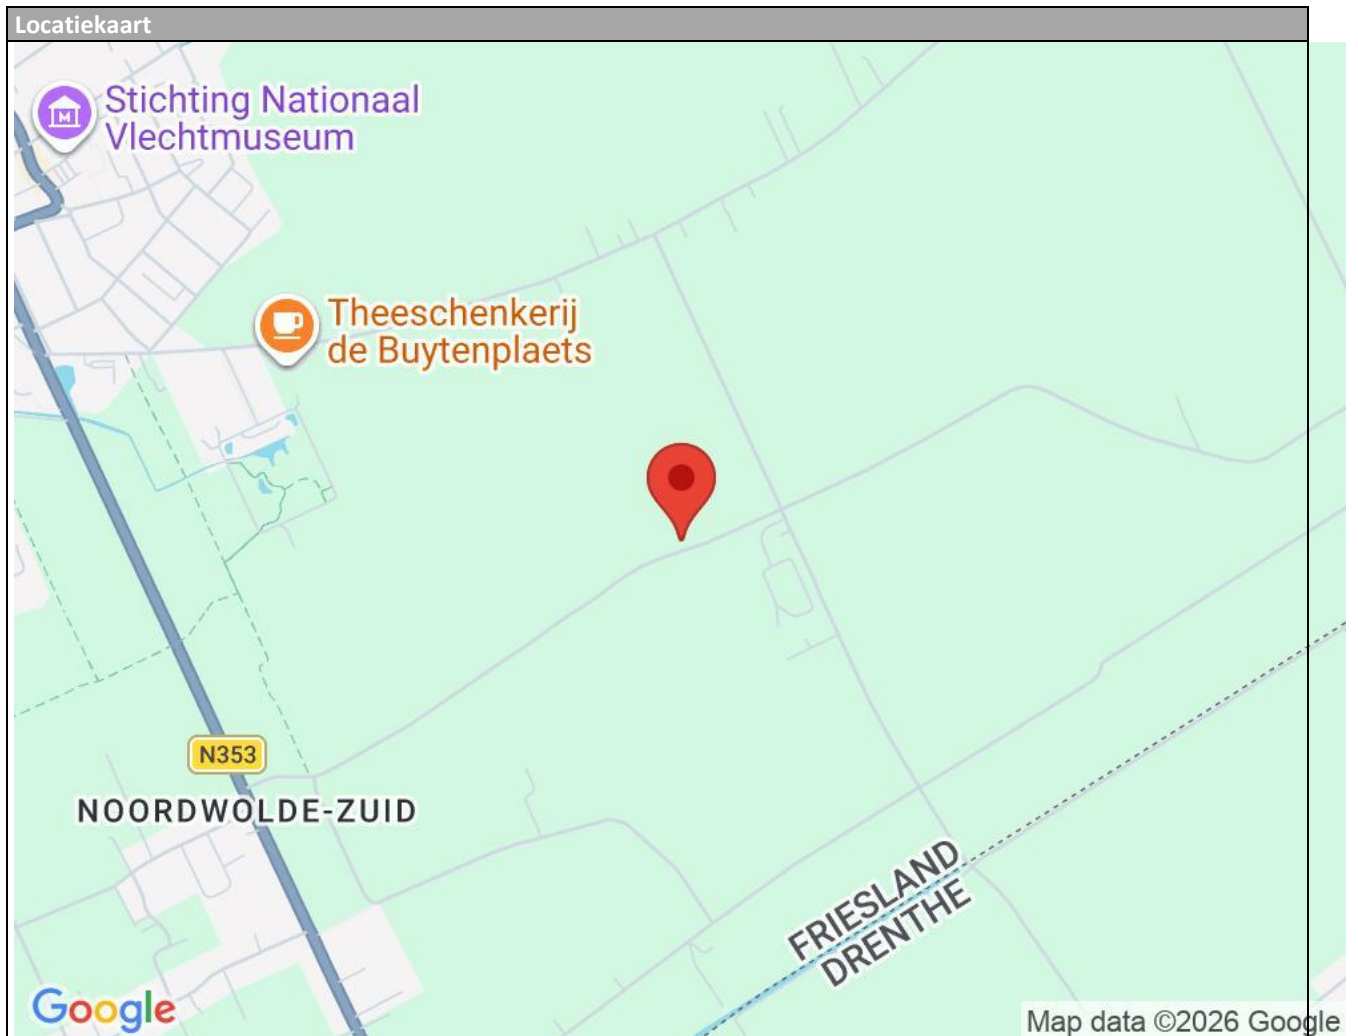 Locatiekaart
Stichting Nationaal
Vlechtmuseum
Theeschenkerij
de Buytenplaets
N353
NOORDWOLDE-ZUID
FRIESLAND
DRENTHE
Google
Map data ©2026 Google